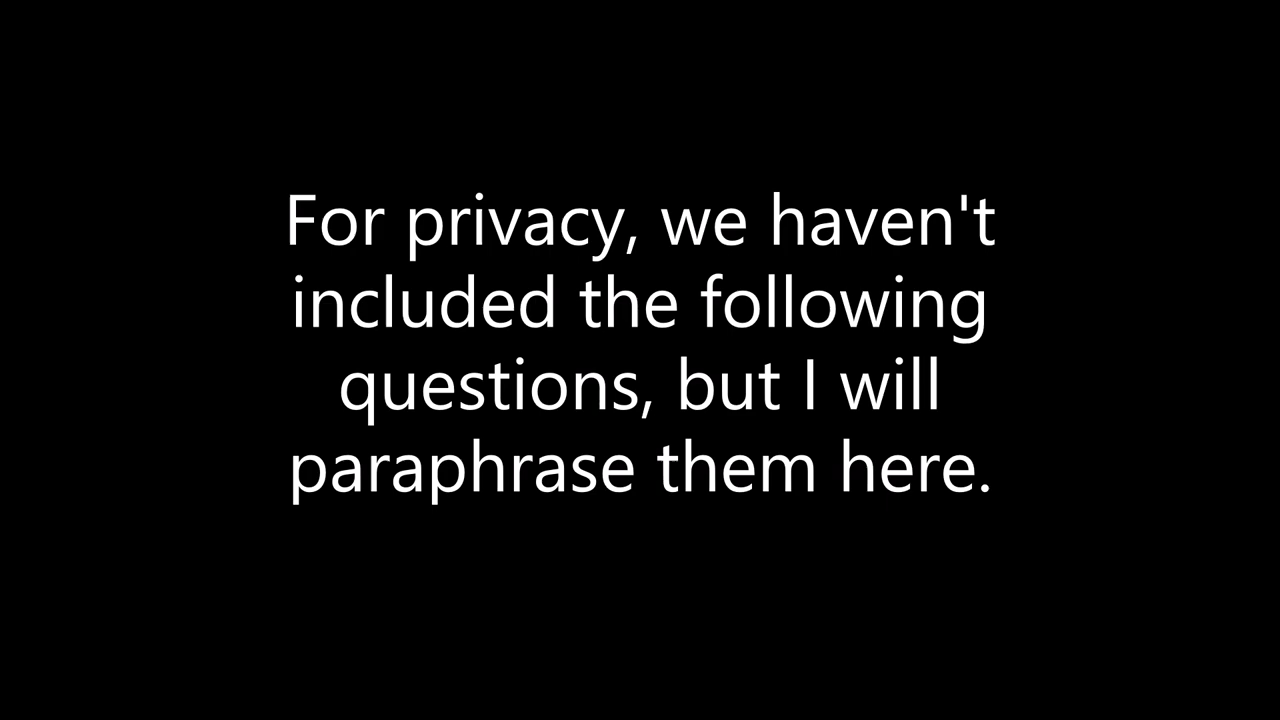 For privacy, we haven't
included the following
questions, but I will
paraphrase them here.